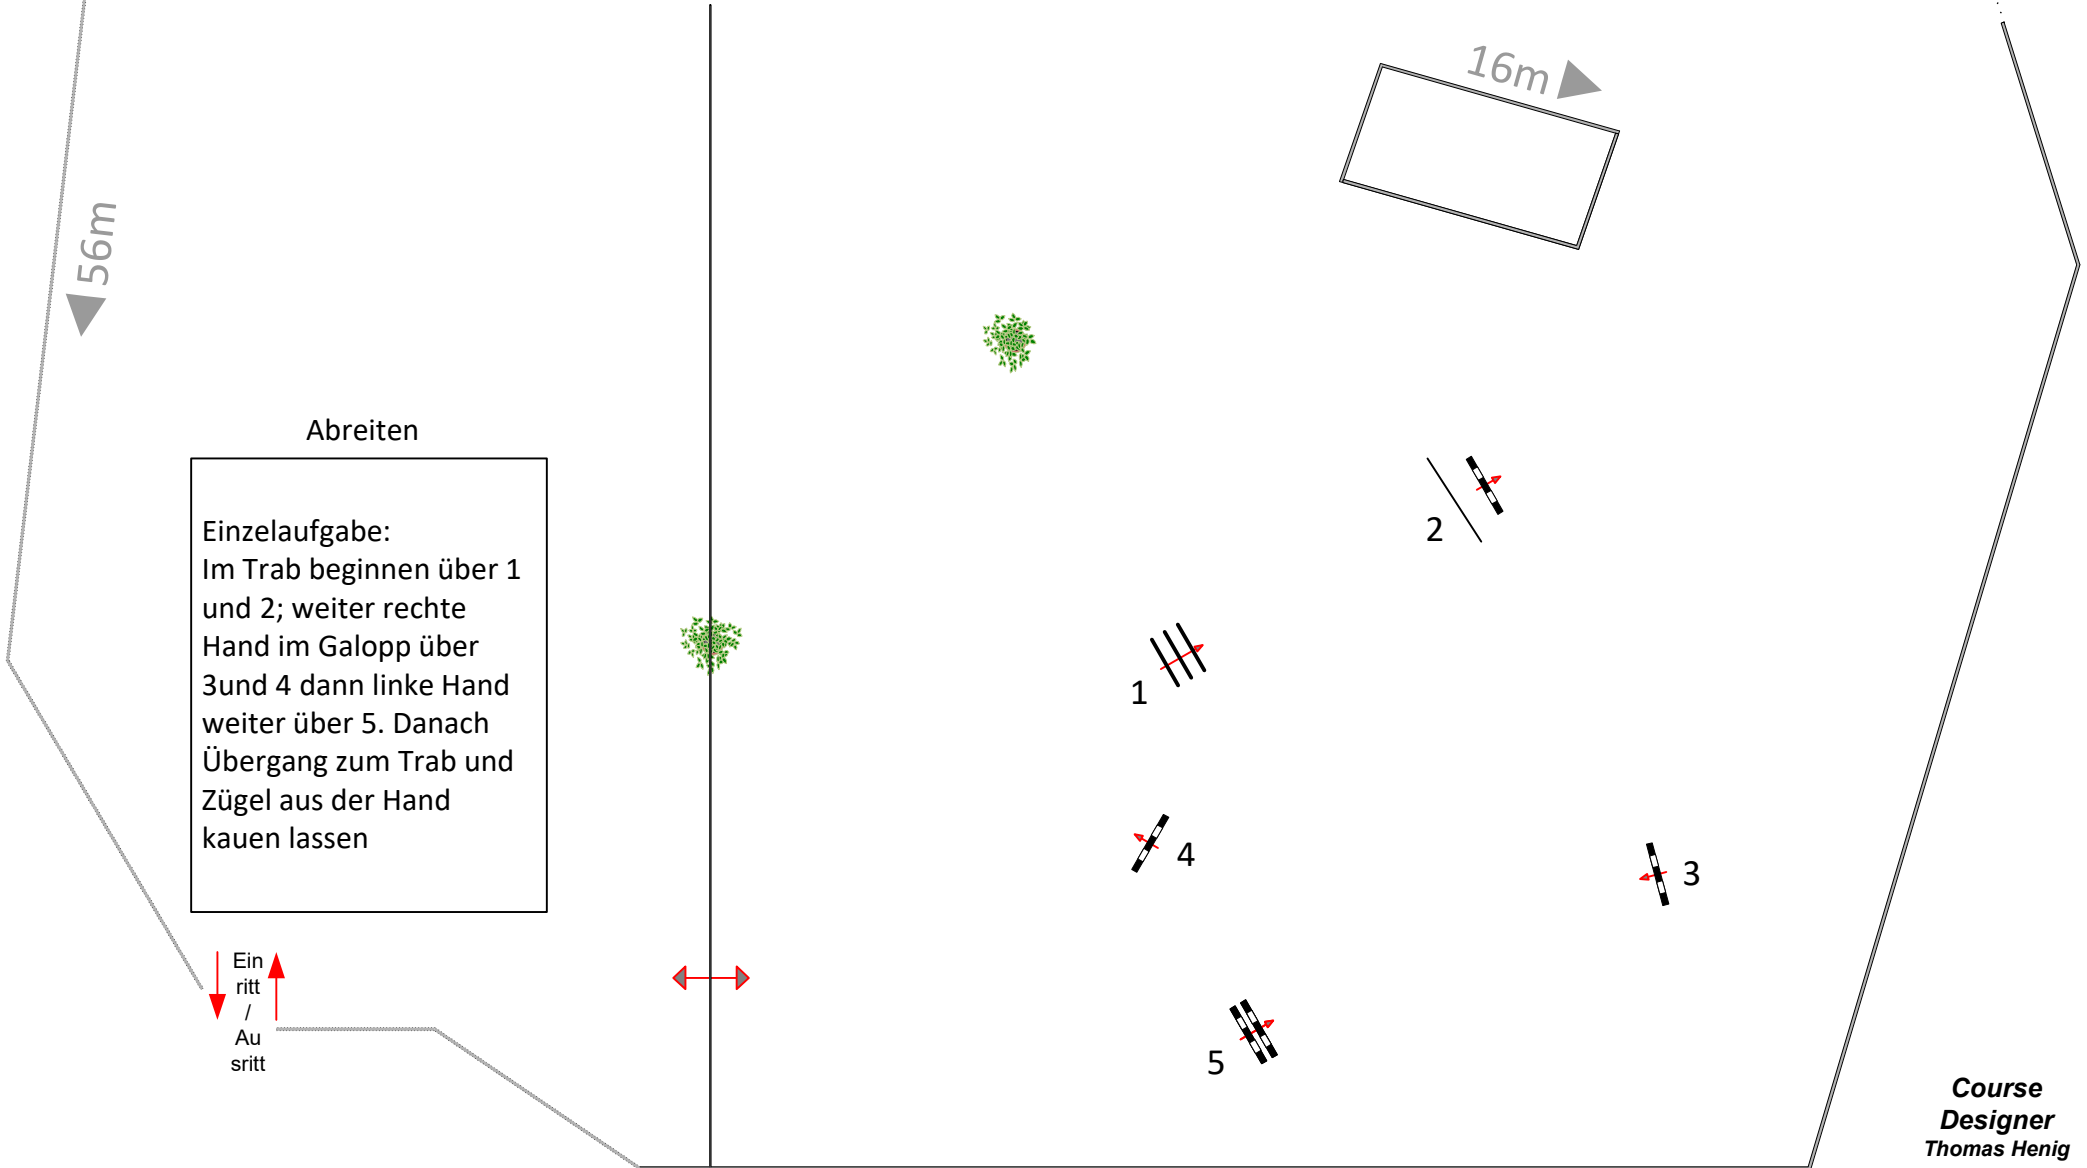 16m
56m
Abreiten
Einzelaufgabe:
Im Trab beginnen über 1
und 2; weiter rechte
Hand im Galopp über
3und 4 dann linke Hand
weiter über 5. Danach
Übergang zum Trab und
Zügel aus der Hand
kauen lassen
2
1
4
3
5
Ein
ritt
/
Au
sritt
Course
Designer
Thomas Henig